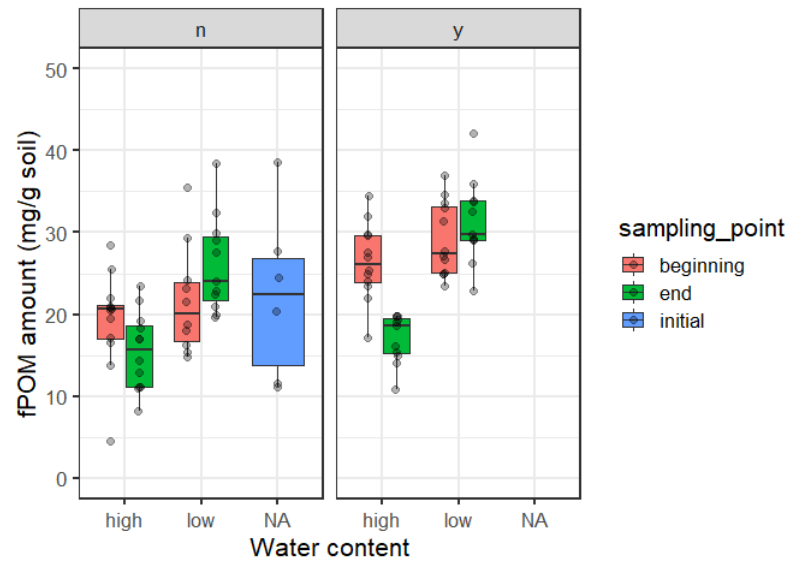 n
y
50
40
30
20
10
0
fPOM amount (mg/g soil)
high
low
NA
high
low
NA
Water content
sampling_point
beginning
end
initial